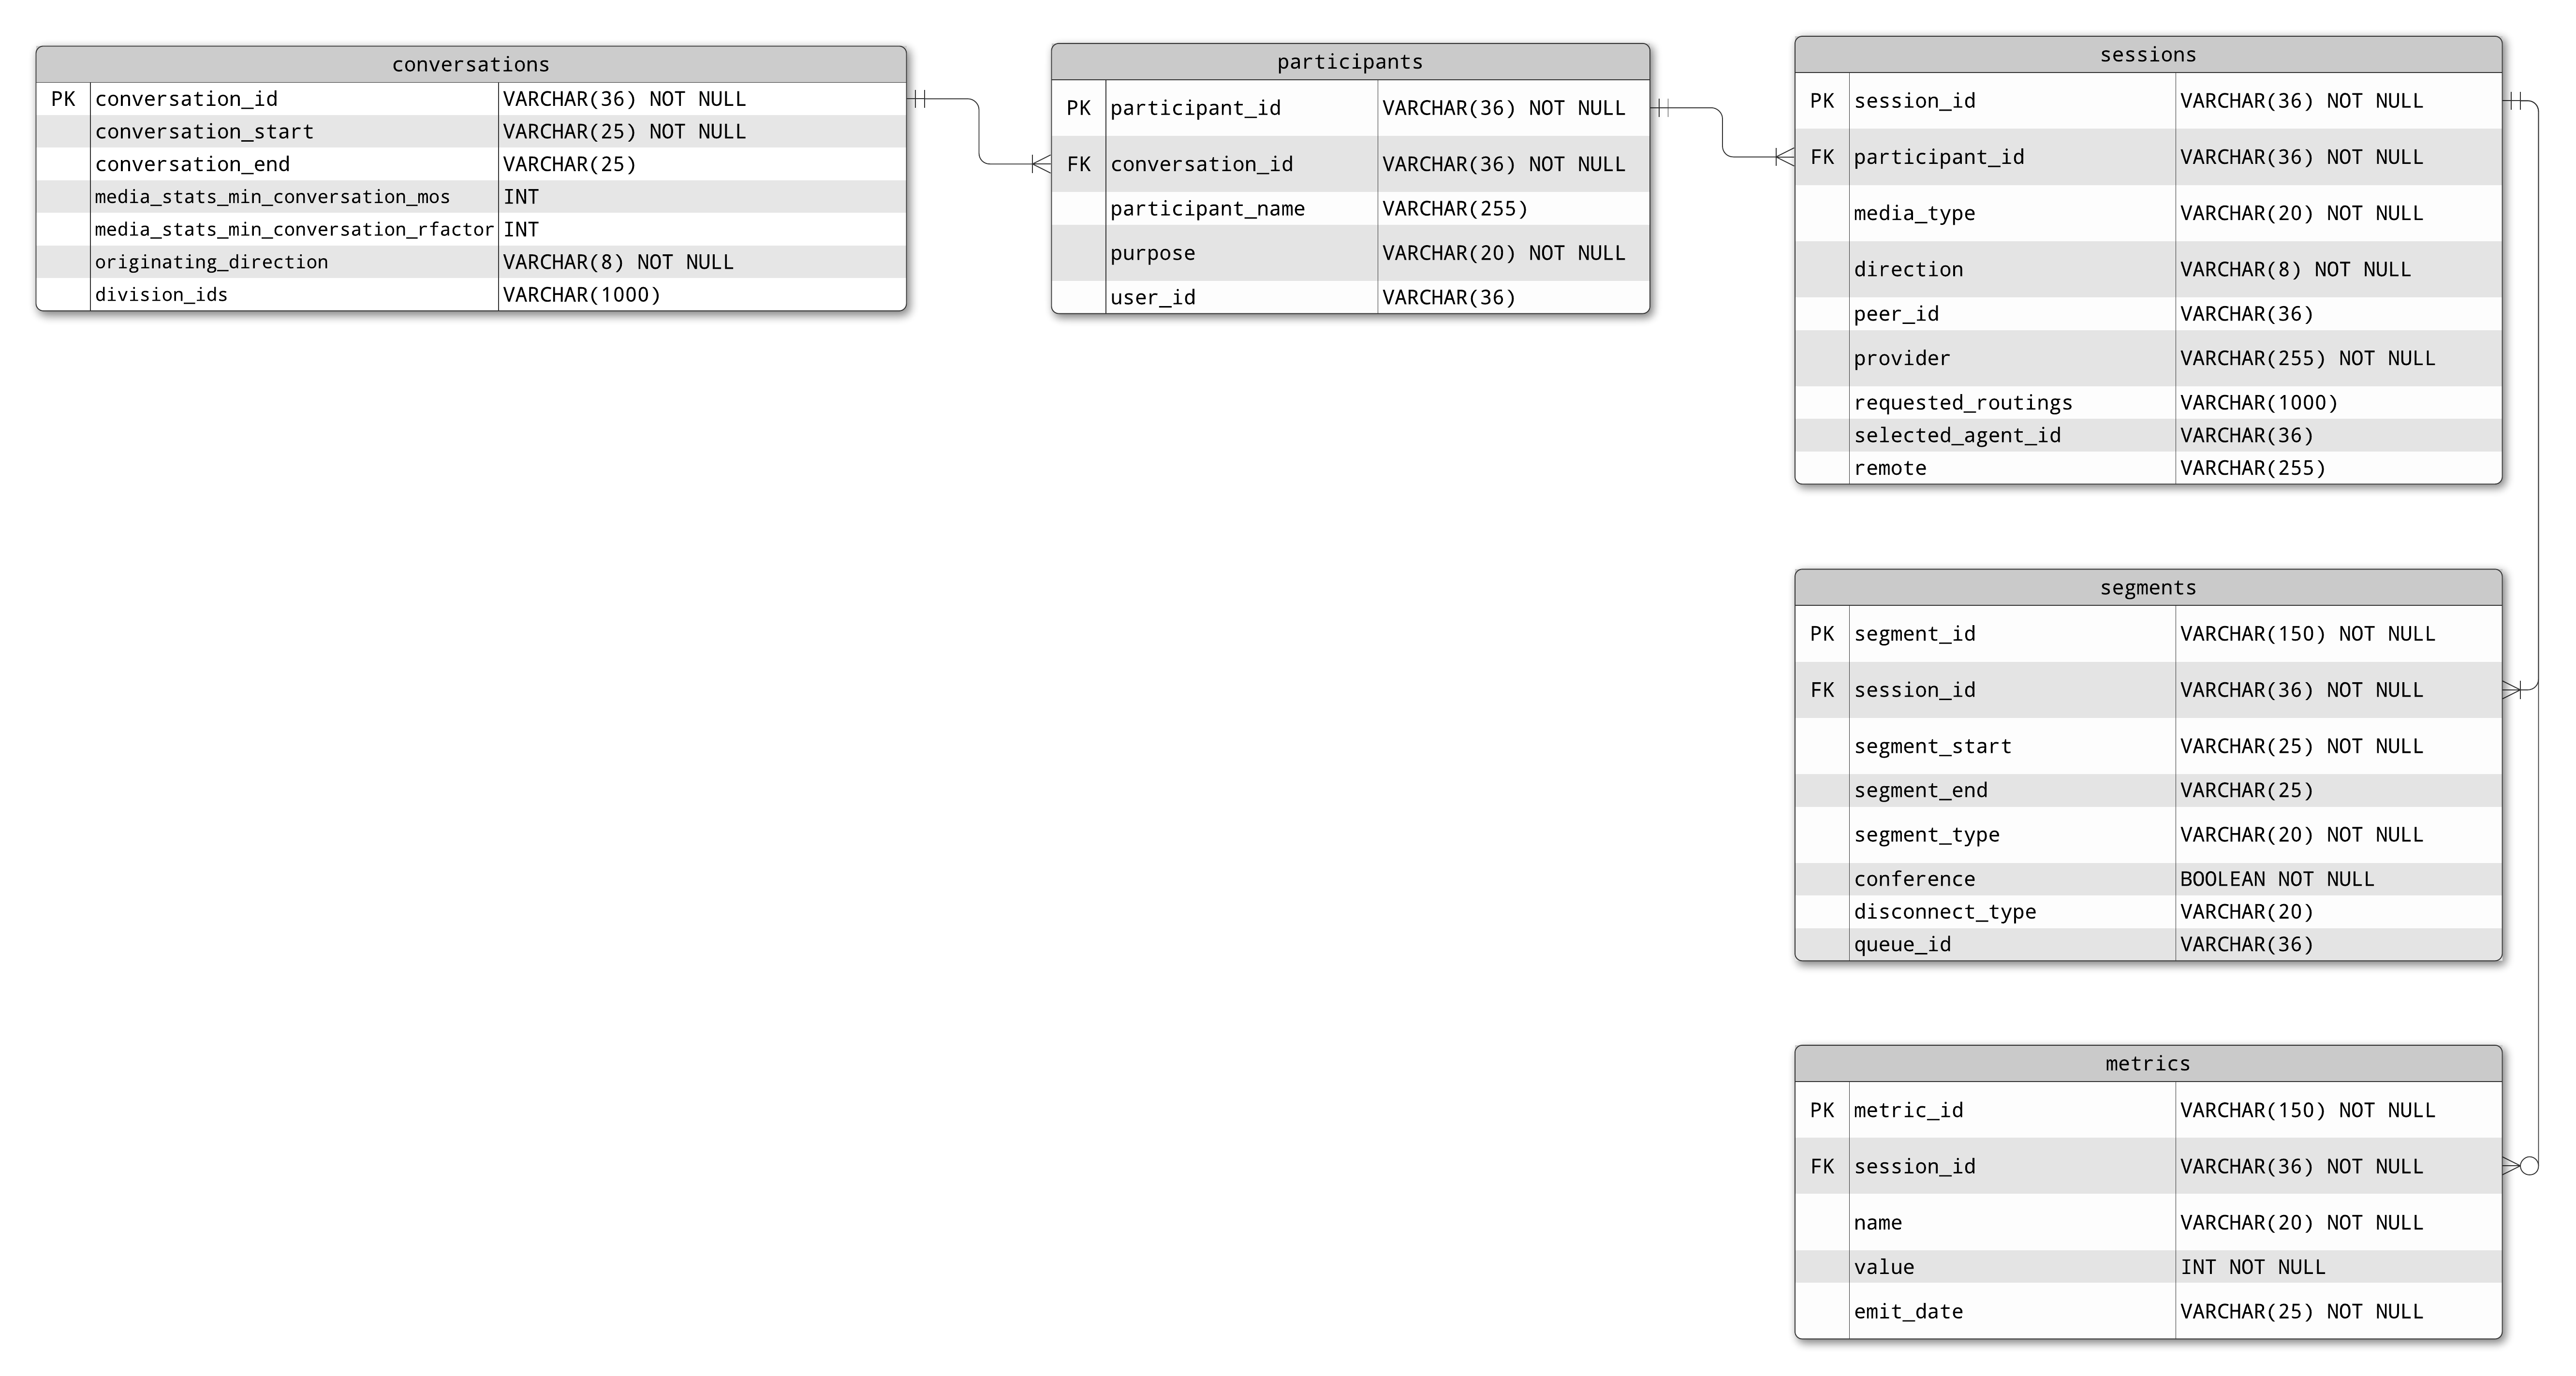 conversations
PK conversation_id VARCHAR(36) NOT NULL
conversation_start VARCHAR(25) NOT NULL
conversation_end VARCHAR(25)
media_stats_min_conversation_mos INT
media_stats_min_conversation_rfactor INT
originating_direction VARCHAR(8) NOT NULL
division_ids VARCHAR(1000)
participants
PK participant_id VARCHAR(36) NOT NULL
FK conversation_id VARCHAR(36) NOT NULL
participant_name VARCHAR(255)
purpose VARCHAR(20) NOT NULL
user_id VARCHAR(36)
sessions
PK session_id VARCHAR(36) NOT NULL
FK participant_id VARCHAR(36) NOT NULL
media_type VARCHAR(20) NOT NULL
direction VARCHAR(8) NOT NULL
peer_id VARCHAR(36)
provider VARCHAR(255) NOT NULL
requested_routings VARCHAR(1000)
selected_agent_id VARCHAR(36)
remote VARCHAR(255)
segments
PK segment_id VARCHAR(150) NOT NULL
FK session_id VARCHAR(36) NOT NULL
segment_start VARCHAR(25) NOT NULL
segment_end VARCHAR(25)
segment_type VARCHAR(20) NOT NULL
conference BOOLEAN NOT NULL
disconnect_type VARCHAR(20)
queue_id VARCHAR(36)
metrics
PK metric_id VARCHAR(150) NOT NULL
FK session_id VARCHAR(36) NOT NULL
name VARCHAR(20) NOT NULL
value INT NOT NULL
emit_date VARCHAR(25) NOT NULL